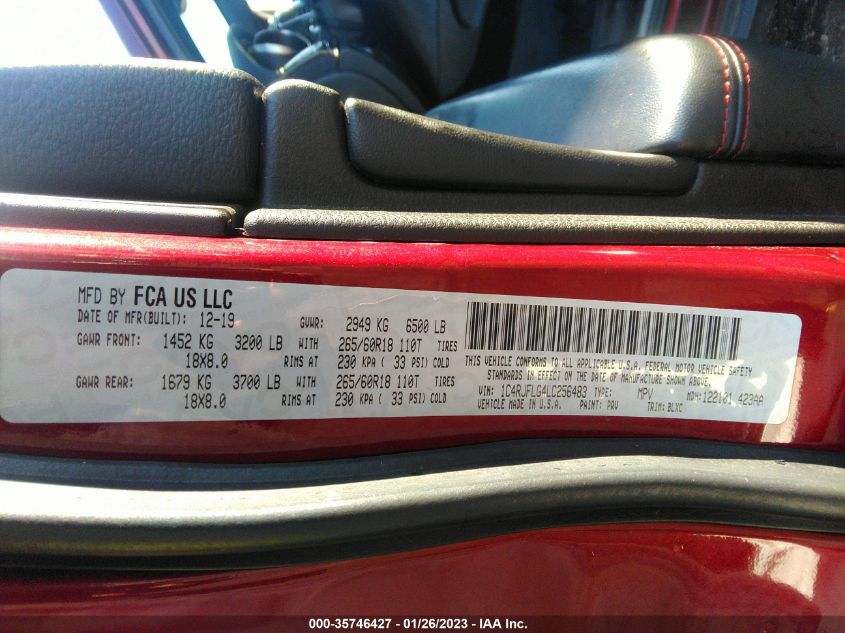 MFD BY FCA US LLC
DATE OF MFR(BUILT): 12-19 GVWR: 2949 KG 6500 LB
GAWR FRONT: 1452 KG 3200 LB WITH 265/60R18 110T TIRES
18X8.0 RIMS AT 230 KPA ( 33 PSI) COLD
GAWR REAR: 1679 KG 3700 LB WITH 265/60R18 110T TIRES
18X8.0 RIMS AT 230 KPA ( 33 PSI) COLD
THIS VEHICLE CONFORMS TO ALL APPLICABLE U.S.A. FEDERAL MOTOR VEHICLE SAFETY
STANDARDS IN EFFECT ON THE DATE OF MANUFACTURE SHOWN ABOVE.
VIN: 1C4RJFLG4LC256483 TYPE: MPV MDH: 122101 423AA
VEHICLE MADE IN U.S.A. PAINT: PRV TRIM: BLXC
000-35746427 - 01/26/2023 - IAA Inc.